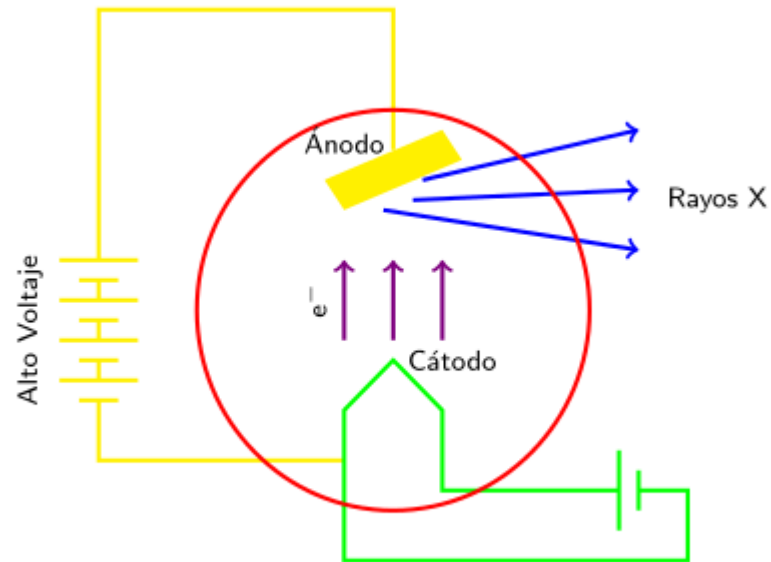 Ánodo
Rayos X
Alto Voltaje
e⁻
Cátodo